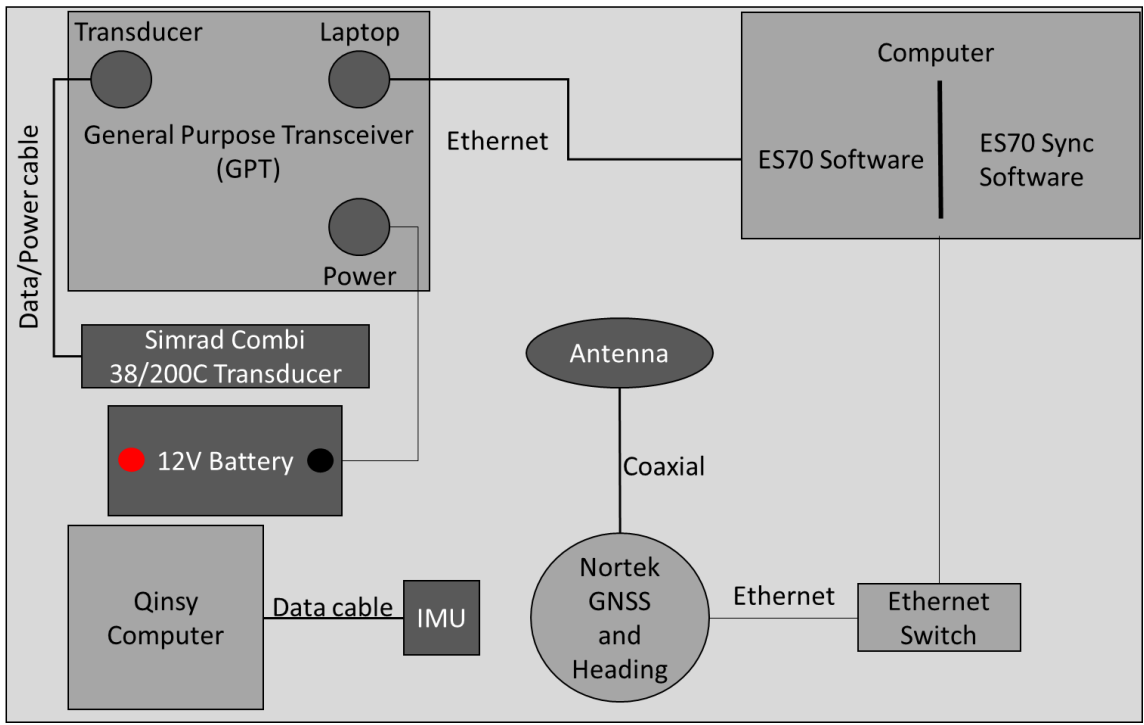 Transducer
Laptop
General Purpose Transceiver
(GPT)
Power
Data/Power cable
Ethernet
Computer
ES70 Software
ES70 Sync
Software
Simrad Combi
38/200C Transducer
12V Battery
Antenna
Coaxial
Qinsy
Computer
Data cable
IMU
Nortek
GNSS
and
Heading
Ethernet
Ethernet
Switch